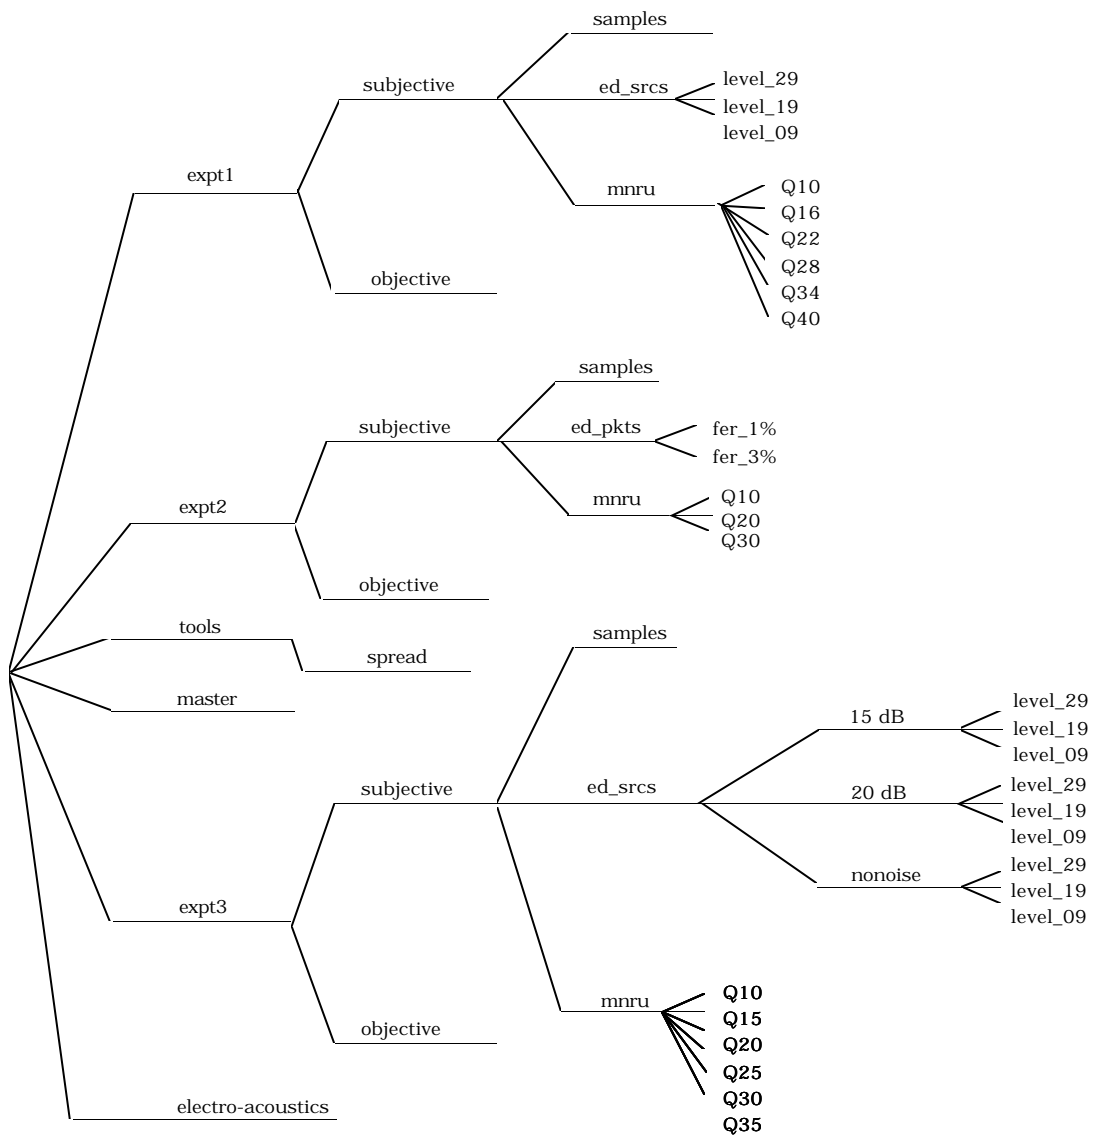 samples
subjective
ed_srcs
level_29
level_19
level_09
expt1
mnru
Q10
Q16
Q22
Q28
Q34
Q40
objective
samples
subjective
ed_pkts
fer_1%
fer_3%
mnru
Q10
Q20
Q30
expt2
objective
tools
spread
master
samples
15 dB
level_29
level_19
level_09
subjective
ed_srcs
20 dB
level_29
level_19
level_09
nonoise
level_29
level_19
level_09
expt3
mnru
Q10
Q15
Q20
Q25
Q30
Q35
objective
electro-acoustics